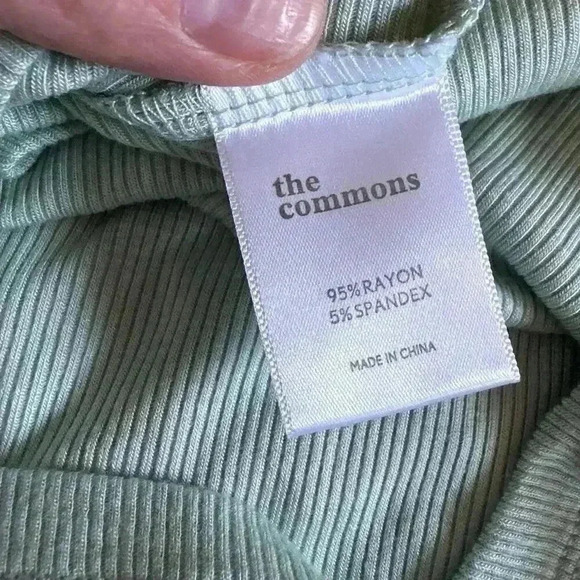 the
commons
95% RAYON
5% SPANDEX
MADE IN CHINA